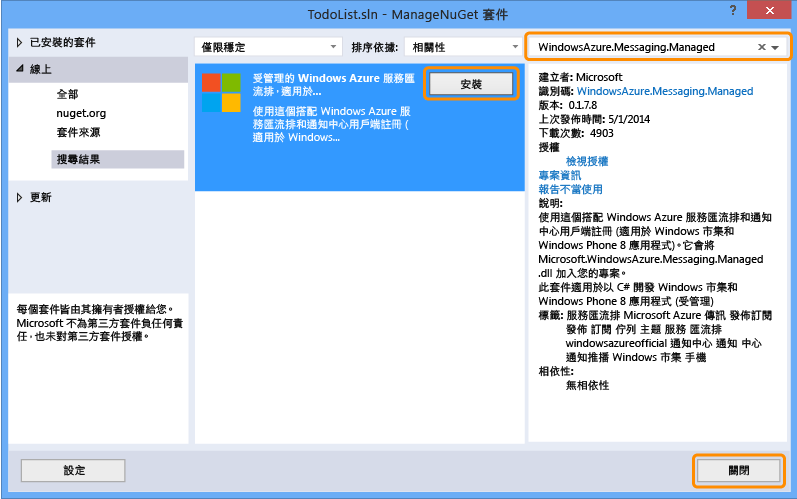 TodoList.sln - ManageNuGet 套件
?
已安裝的套件
線上
全部
nuget.org
套件來源
搜尋結果
更新
每個套件皆由其擁有者授權給您。
Microsoft 不為第三方套件負任何責
任，也未對第三方套件授權。
設定
僅限穩定
排序依據:
相關性
受管理的 Windows Azure 服務匯
流排，適用於...
安裝
使用這個搭配 Windows Azure 服
務匯流排和通知中心用戶端註冊 (
適用於 Windows...
WindowsAzure.Messaging.Managed
建立者: Microsoft
識別碼: WindowsAzure.Messaging.Managed
版本: 0.1.7.8
上次發佈時間: 5/1/2014
下載次數: 4903
授權
檢視授權
專案資訊
報告不當使用
說明:
使用這個搭配 Windows Azure 服務匯流排和通知
中心用戶端註冊 (適用於 Windows 市集和
Windows Phone 8 應用程式)。它會將
Microsoft.WindowsAzure.Messaging.Managed
.dll 加入您的專案。
此套件適用於以 C# 開發 Windows 市集和
Windows Phone 8 應用程式 (受管理)
標籤: 服務匯流排 Microsoft Azure 傳訊 發佈訂閱
發佈 訂閱 佇列 主題 服務 匯流排
windowsazureofficial 通知中心 通知 中心
通知推播 Windows 市集 手機
相依性:
無相依性
關閉